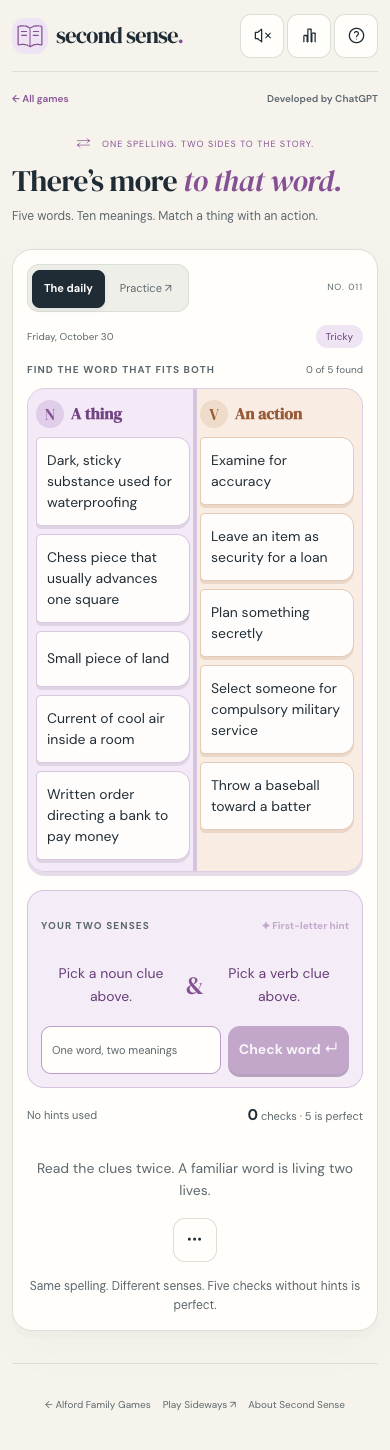 second sense.
← All games
Developed by ChatGPT
ONE SPELLING. TWO SIDES TO THE STORY.
There’s more to that word.
Five words. Ten meanings. Match a thing with an action.
The daily
Practice ↗
NO. 011
Friday, October 30
Tricky
FIND THE WORD THAT FITS BOTH
0 of 5 found
N A thing
Dark, sticky
substance used for
waterproofing
Chess piece that
usually advances
one square
Small piece of land
Current of cool air
inside a room
Written order
directing a bank to
pay money
V An action
Examine for
accuracy
Leave an item as
security for a loan
Plan something
secretly
Select someone for
compulsory military
service
Throw a baseball
toward a batter
YOUR TWO SENSES
✦ First-letter hint
Pick a noun clue
above.
&
Pick a verb clue
above.
One word, two meanings
Check word ↵
No hints used
0 checks · 5 is perfect
Read the clues twice. A familiar word is living two
lives.
•••
Same spelling. Different senses. Five checks without hints is
perfect.
← Alford Family Games
Play Sideways ↗
About Second Sense